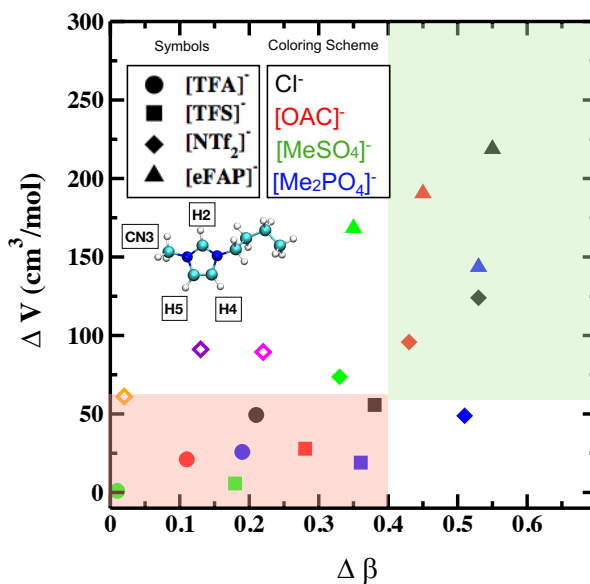 Symbols Coloring Scheme
[TFA]⁻
[TFS]⁻
[NTf₂]⁻
[eFAP]⁻
Cl⁻
[OAC]⁻
[MeSO₄]⁻
[Me₂PO₄]⁻
H2
CN3
H5
H4
300
250
200
150
100
50
0
0 0.1 0.2 0.3 0.4 0.5 0.6
Δ V (cm³/mol)
Δ β